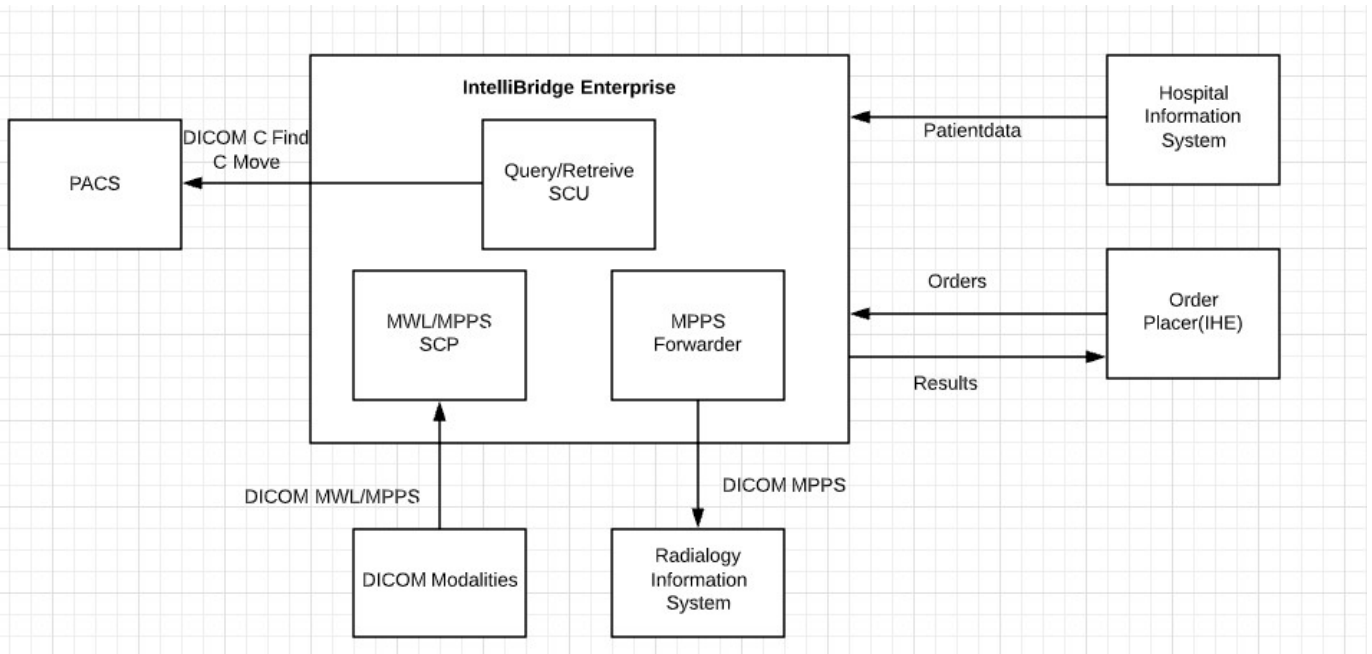 IntelliBridge Enterprise
Hospital
Information
System
Patientdata
DICOM C Find
C Move
PACS
Query/Retreive
SCU
Orders
Order
Placer(IHE)
Results
MWL/MPPS
SCP
MPPS
Forwarder
DICOM MWL/MPPS
DICOM MPPS
DICOM Modalities
Radialogy
Information
System